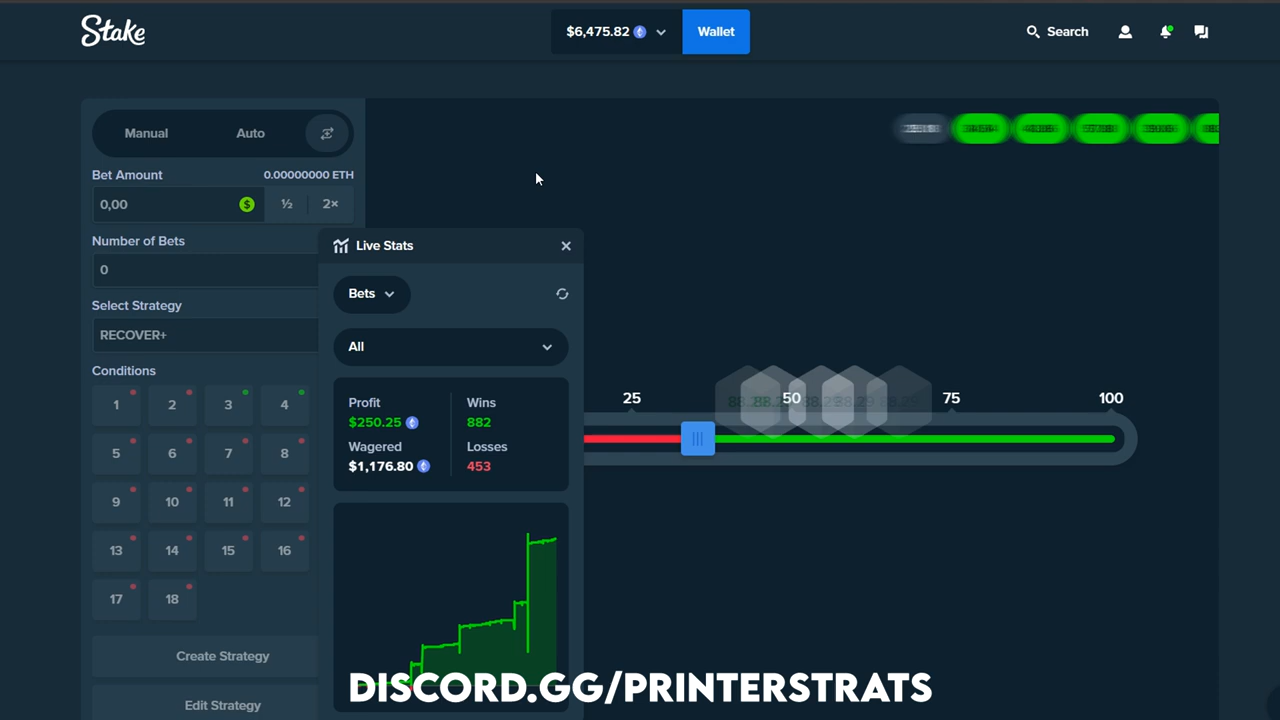 Stake
$6,475.82
Wallet
Search
Manual
Auto
Bet Amount
0.00000000 ETH
0,00
$
½
2×
Number of Bets
0
Live Stats
Bets
Select Strategy
RECOVER+
All
Conditions
1 2 3 4
5 6 7 8
9 10 11 12
13 14 15 16
17 18
Profit
$250.25
Wins
882
Wagered
$1,176.80
Losses
453
25
50
75
100
Create Strategy
Edit Strategy
DISCORD.GG/PRINTERSTRATS